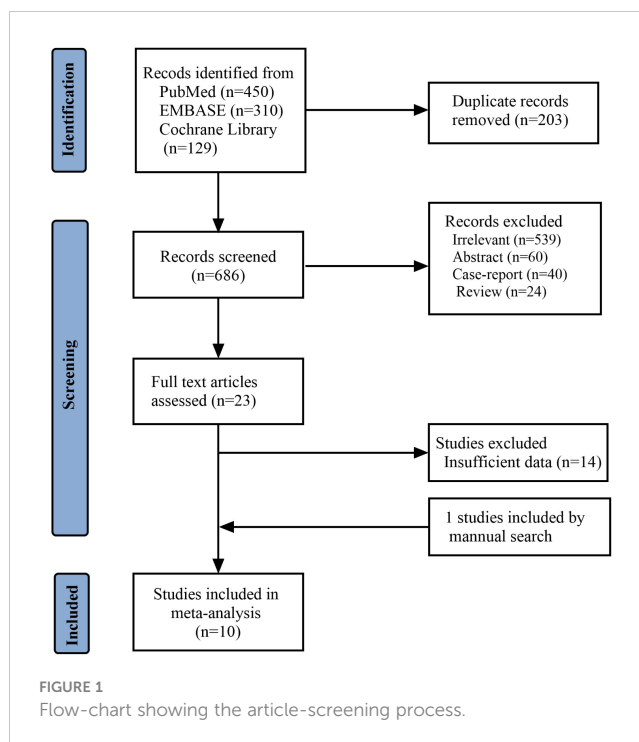 Identification
Recods identified from
PubMed (n=450)
EMBASE (n=310)
Cochrane Library
(n=129)
Duplicate records
removed (n=203)
Screening
Records screened
(n=686)
Records excluded
Irrelevant (n=539)
Abstract (n=60)
Case-report (n=40)
Review (n=24)
Full text articles
assessed (n=23)
Studies excluded
Insufficient data (n=14)
1 studies included by
mannual search
Included
Studies included in
meta-analysis
(n=10)
FIGURE 1
Flow-chart showing the article-screening process.